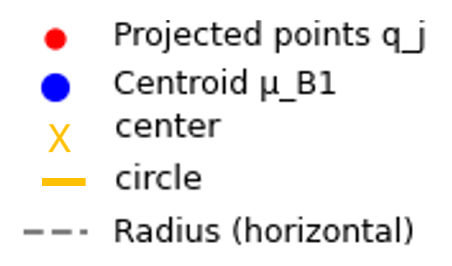 Projected points q_j
Centroid μ_B1
X center
circle
Radius (horizontal)